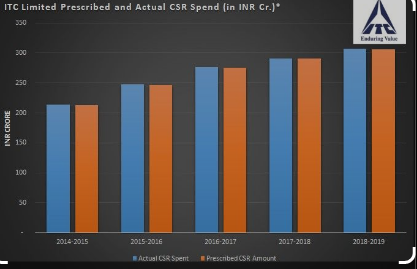 ITC Limited Prescribed and Actual CSR Spend (in INR Cr.)*
ITC
Enduring Value
350
300
250
200
150
100
50
-
INR CRORE
2014-2015
2015-2016
2016-2017
2017-2018
2018-2019
Actual CSR Spent
Prescribed CSR Amount